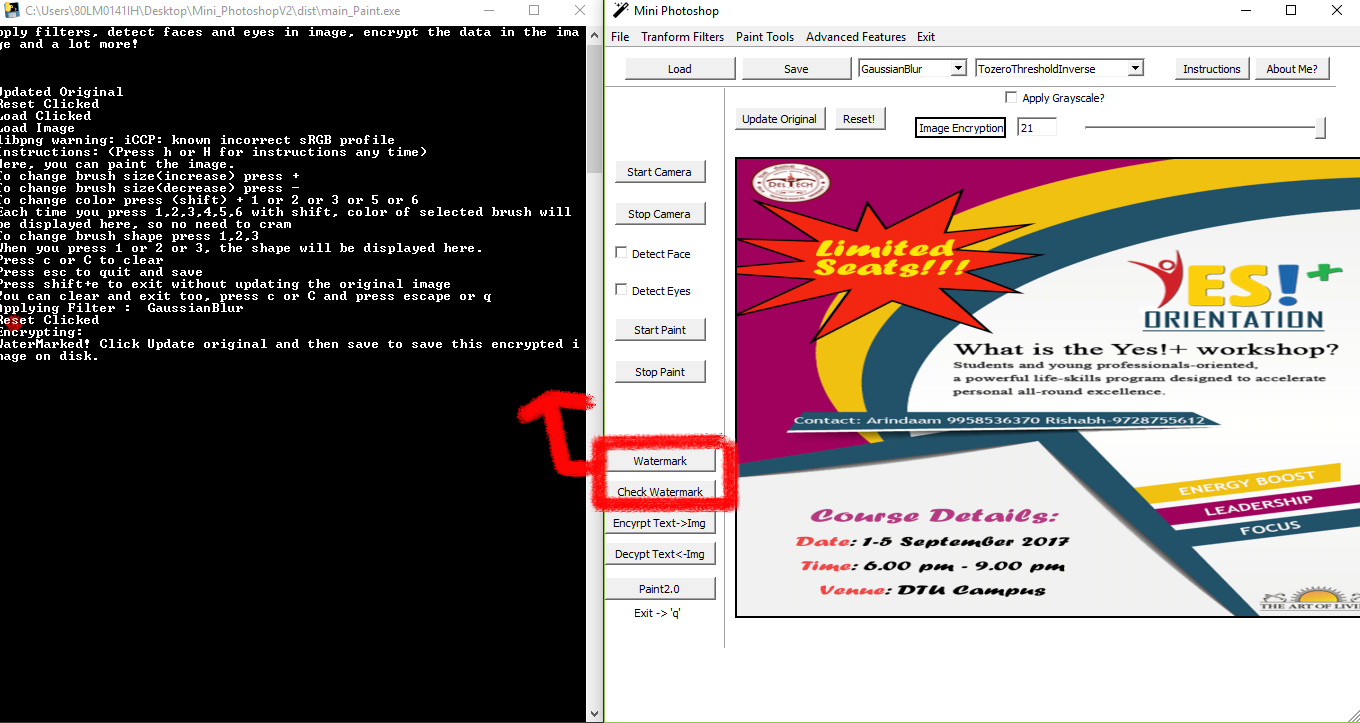 C:\Users\80LM0141IH\Desktop\Mini_PhotoshopV2\dist\main_Paint.exe
pply filters, detect faces and eyes in image, encrypt the data in the ima
ge and a lot more!
Updated Original
Reset Clicked
Load Clicked
Load Image
libpng warning: iCCP: known incorrect sRGB profile
Instructions: (Press h or H for instructions any time)
Here, you can paint the image.
To change brush size(increase) press +
To change brush size(decrease) press -
To change color press (shift) + 1 or 2 or 3 or 5 or 6
Each time you press 1,2,3,4,5,6 with shift, color of selected brush will
be displayed here, so no need to cram
To change brush shape press 1,2,3
When you press 1 or 2 or 3, the shape will be displayed here.
Press c or C to clear
Press esc to quit and save
Press shift+e to exit without updating the original image
You can clear and exit too, press c or C and press escape or q
Applying Filter :  GaussianBlur
Reset Clicked
Encrypting:
WaterMarked! Click Update original and then save to save this encrypted i
mage on disk.
Mini Photoshop
File Tranform Filters Paint Tools Advanced Features Exit
Load Save GaussianBlur TozeroThresholdInverse Instructions About Me?
Apply Grayscale?
Update Original Reset! Image Encryption 21
Start Camera
Stop Camera
Detect Face
Detect Eyes
Start Paint
Stop Paint
Watermark
Check Watermark
Encyrpt Text->Img
Decypt Text<-Img
Paint2.0
Exit -> 'q'
DELTECH
Limited
Seats!!!
YES!+
ORIENTATION
What is the Yes!+ workshop?
Students and young professionals-oriented,
a powerful life-skills program designed to accelerate
personal all-round excellence.
Contact: Arindaam 9958536370 Rishabh-9728755612
ENERGY BOOST
LEADERSHIP
FOCUS
Course Details:
Date: 1-5 September 2017
Time: 6.00 pm - 9.00 pm
Venue: DTU Campus
THE ART OF LIVI